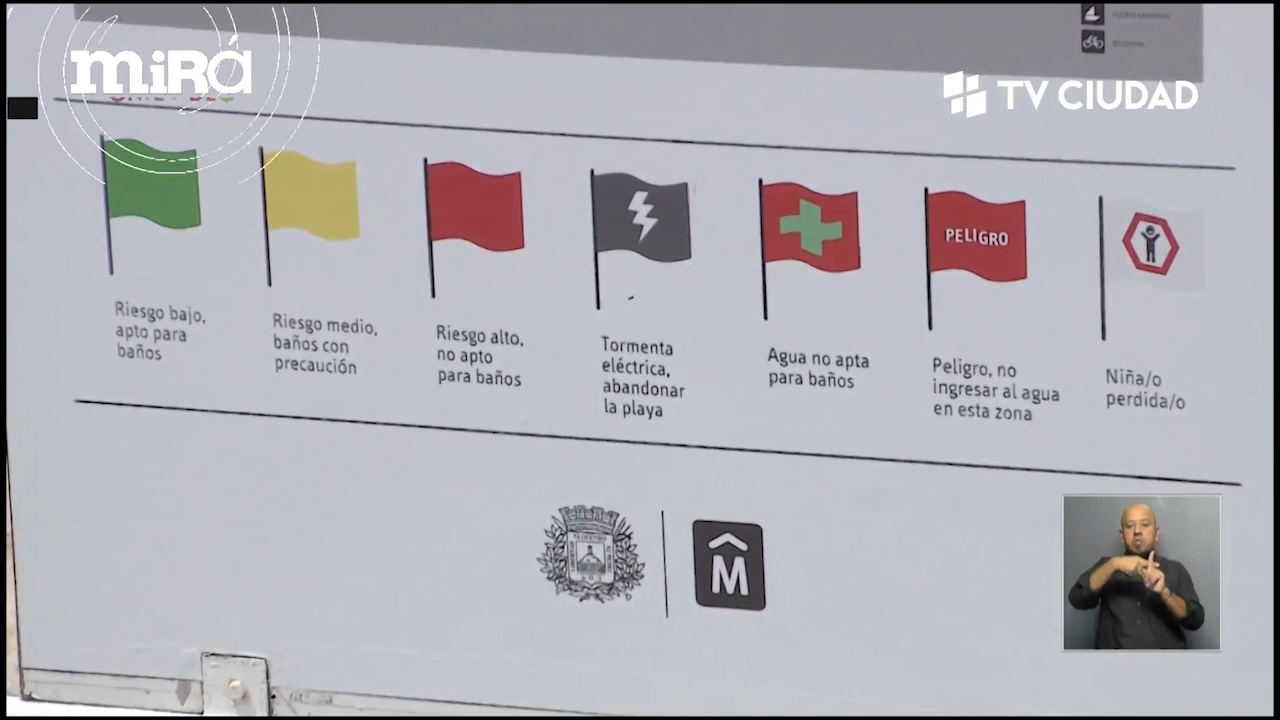 miRá
TV CIUDAD
PELIGRO
Riesgo bajo,
apto para
baños
Riesgo medio,
baños con
precaución
Riesgo alto,
no apto
para baños
Tormenta
eléctrica,
abandonar
la playa
Agua no apta
para baños
Peligro, no
ingresar al agua
en esta zona
Niña/o
perdida/o
M